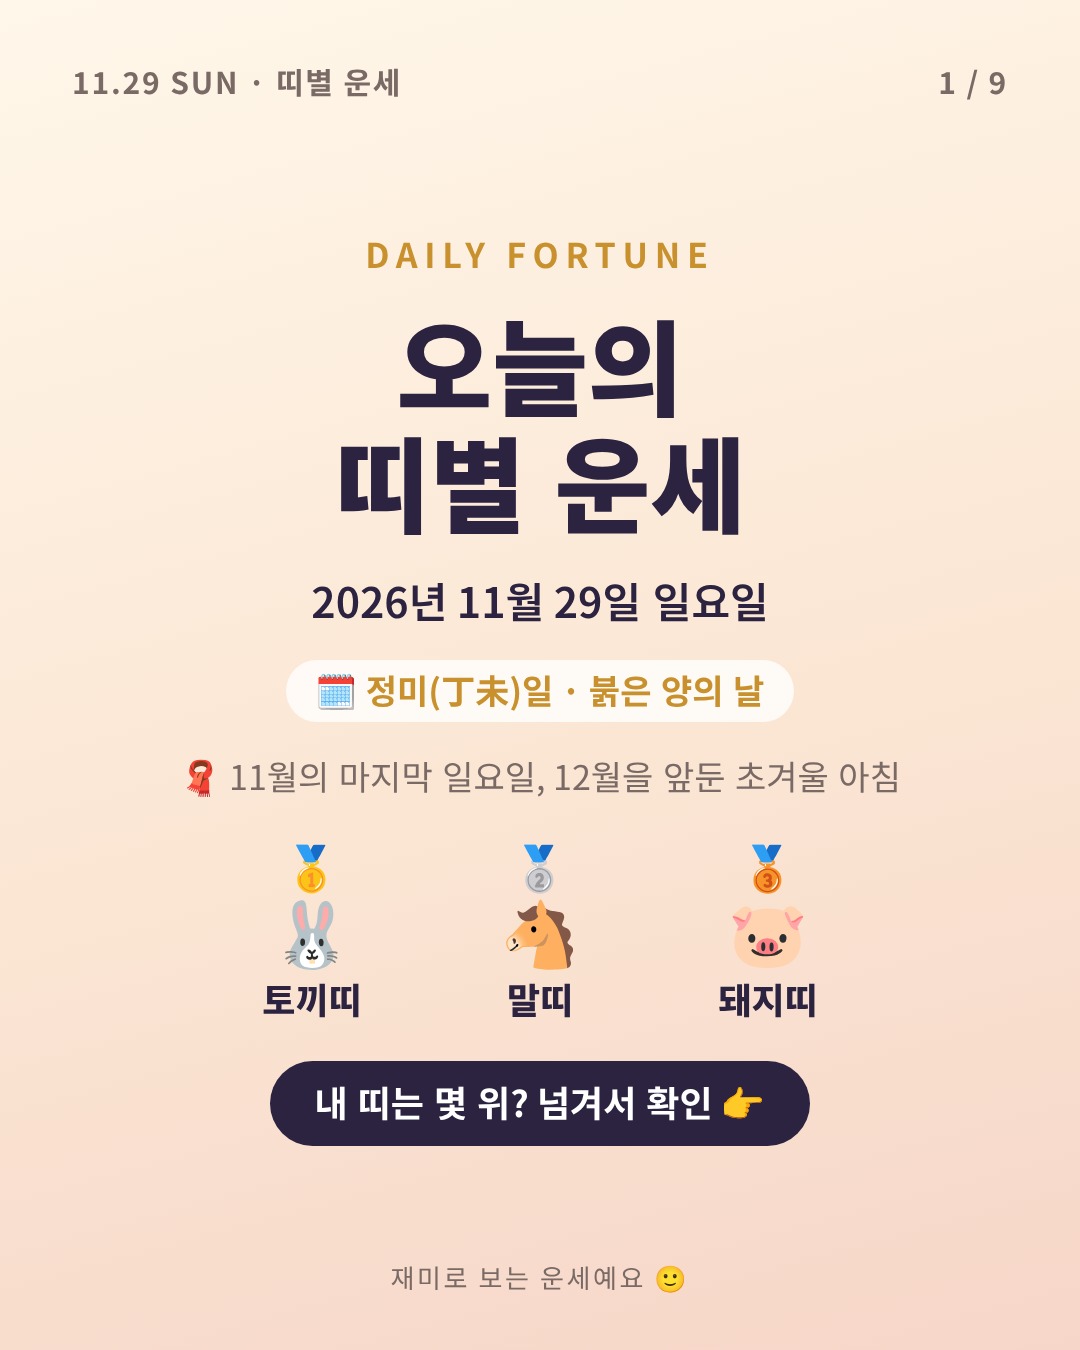 11.29 SUN · 띠별 운세
1 / 9
DAILY FORTUNE
오늘의
띠별 운세
2026년 11월 29일 일요일
🗓️ 정미(丁未)일 · 붉은 양의 날
🧣 11월의 마지막 일요일, 12월을 앞둔 초겨울 아침
🥇 🥈 🥉
토끼띠 말띠 돼지띠
내 띠는 몇 위? 넘겨서 확인 👉
재미로 보는 운세예요 🙂